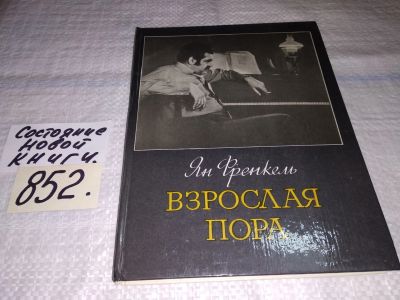 Состояние
новой
книги.
852.
Ян Френкель
ВЗРОСЛАЯ
ПОРА